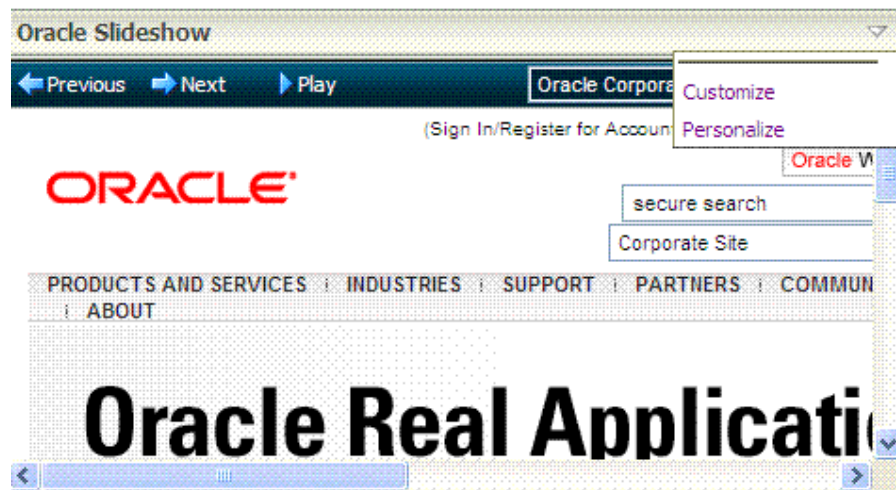 Oracle Slideshow
Previous Next Play Oracle Corpora
Customize
Personalize
(Sign In/Register for Accoun
Oracle W
ORACLE
secure search
Corporate Site
PRODUCTS AND SERVICES INDUSTRIES SUPPORT PARTNERS COMMUN
ABOUT
Oracle Real Applicati